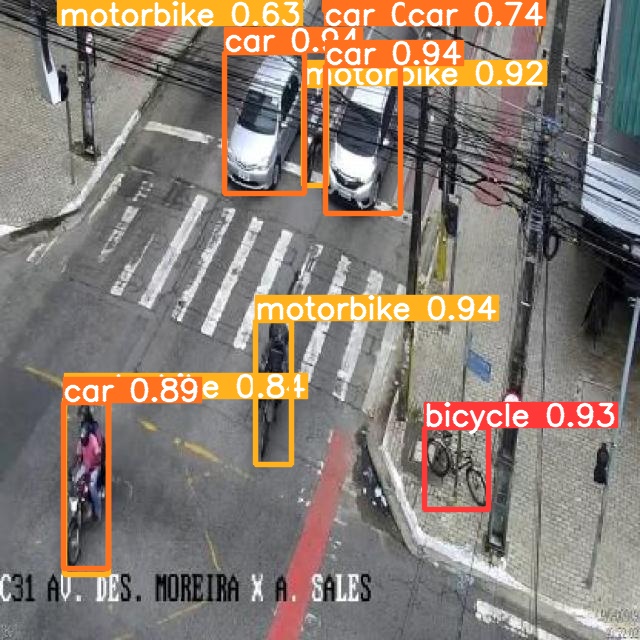 motorbike 0.63
car 0.74
car
car 0.94
motorbike 0.92
motorbike 0.94
car 0.89
0.84
bicycle 0.93
C31 AV. DES. MOREIRA X A. SALES